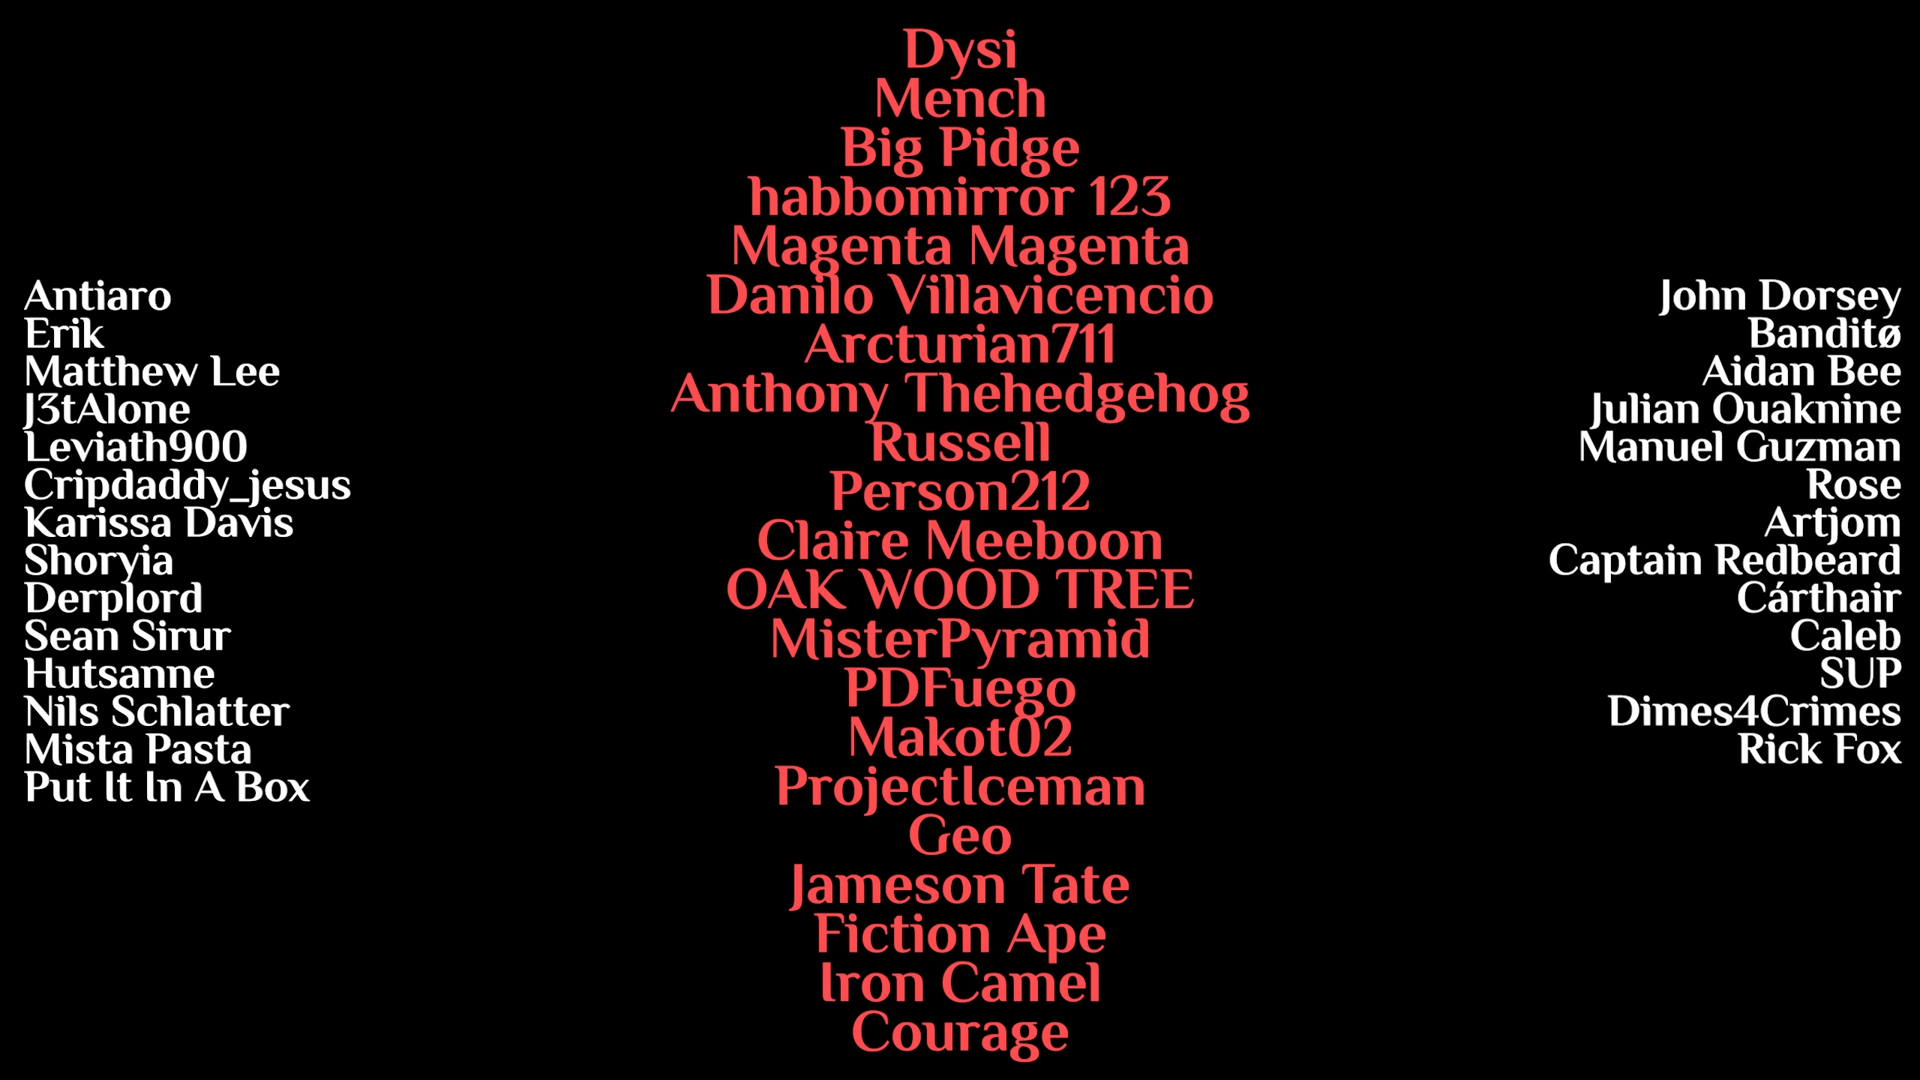 Antiaro
Erik
Matthew Lee
J3tAlone
Leviath900
Cripdaddy_jesus
Karissa Davis
Shoryia
Derplord
Sean Sirur
Hutsanne
Nils Schlatter
Mista Pasta
Put It In A Box
Dysi
Mench
Big Pidge
habbomirror 123
Magenta Magenta
Danilo Villavicencio
Arcturian711
Anthony Thehedgehog
Russell
Person212
Claire Meeboon
OAK WOOD TREE
MisterPyramid
PDFuego
Makot02
ProjectIceman
Geo
Jameson Tate
Fiction Ape
Iron Camel
Courage
John Dorsey
Banditø
Aidan Bee
Julian Ouaknine
Manuel Guzman
Rose
Artjom
Captain Redbeard
Cárthair
Caleb
SUP
Dimes4Crimes
Rick Fox